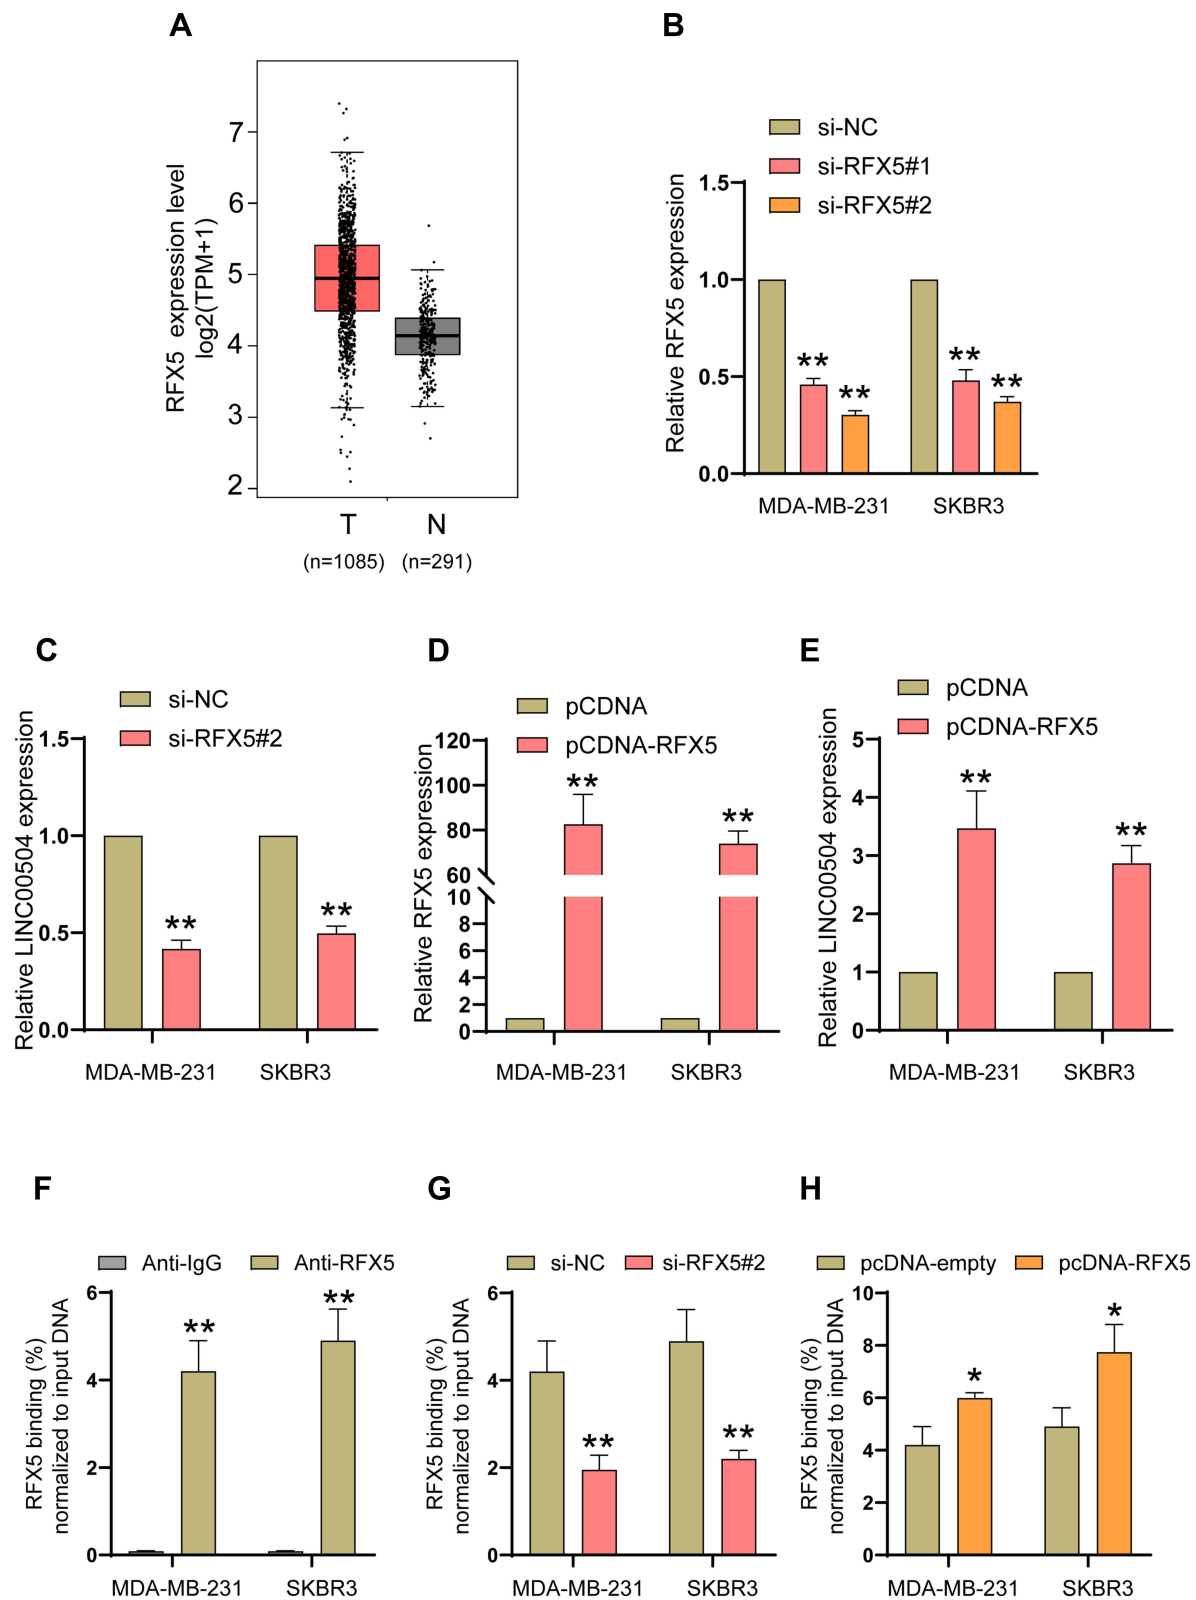 A
RFX5 expression level
log2(TPM+1)
7
6
5
4
3
2
T
N
(n=1085)
(n=291)
B
si-NC
si-RFX5#1
si-RFX5#2
Relative RFX5 expression
1.5
1.0
0.5
0.0
**
**
**
**
MDA-MB-231
SKBR3
C
si-NC
si-RFX5#2
Relative LINC00504 expression
1.5
1.0
0.5
0.0
**
**
MDA-MB-231
SKBR3
D
pCDNA
pCDNA-RFX5
Relative RFX5 expression
120
100
80
60
10
8
6
4
2
0
**
**
MDA-MB-231
SKBR3
E
pCDNA
pCDNA-RFX5
Relative LINC00504 expression
5
4
3
2
1
0
**
**
MDA-MB-231
SKBR3
F
Anti-IgG
Anti-RFX5
RFX5 binding (%)
normalized to input DNA
6
4
2
0
**
**
MDA-MB-231
SKBR3
G
si-NC
si-RFX5#2
RFX5 binding (%)
normalized to input DNA
6
4
2
0
**
**
MDA-MB-231
SKBR3
H
pcDNA-empty
pcDNA-RFX5
RFX5 binding (%)
normalized to input DNA
10
8
6
4
2
0
*
*
MDA-MB-231
SKBR3